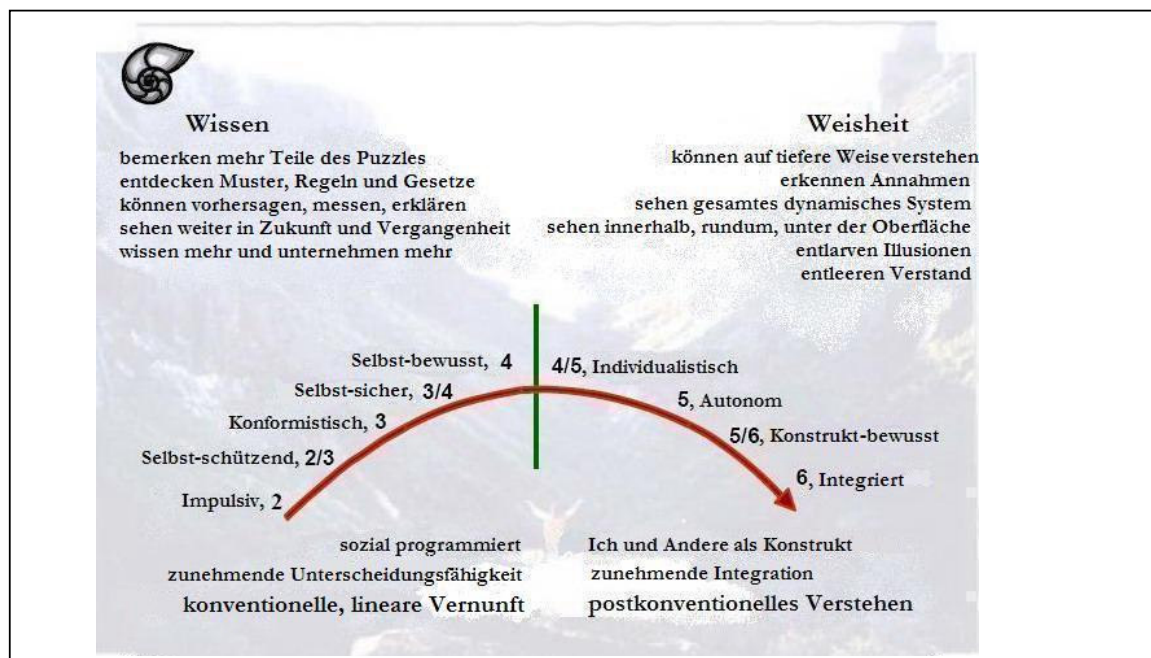 Wissen
bemerken mehr Teile des Puzzles
entdecken Muster, Regeln und Gesetze
können vorhersagen, messen, erklären
sehen weiter in Zukunft und Vergangenheit
wissen mehr und unternehmen mehr
Weisheit
können auf tiefere Weise verstehen
erkennen Annahmen
sehen gesamtes dynamisches System
sehen innerhalb, rundum, unter der Oberfläche
entlarven Illusionen
entleeren Verstand
Selbst-bewusst, 4
Selbst-sicher, 3/4
Konformistisch, 3
Selbst-schützend, 2/3
Impulsiv, 2
4/5, Individualistisch
5, Autonom
5/6, Konstrukt-bewusst
6, Integriert
sozial programmiert
zunehmende Unterscheidungsfähigkeit
konventionelle, lineare Vernunft
Ich und Andere als Konstrukt
zunehmende Integration
postkonventionelles Verstehen